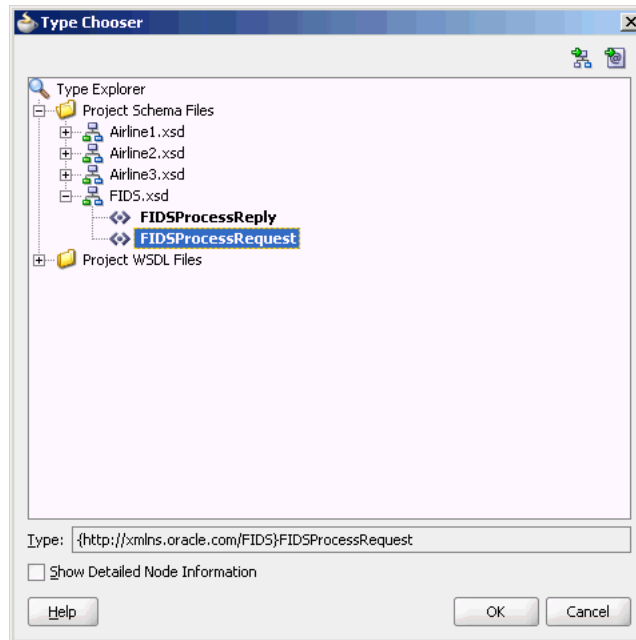 Type Chooser
Type Explorer
Project Schema Files
Airline1.xsd
Airline2.xsd
Airline3.xsd
FIDS.xsd
FIDSProcessReply
FIDSProcessRequest
Project WSDL Files
Type: {http://xmlns.oracle.com/FIDS}FIDSProcessRequest
Show Detailed Node Information
Help OK Cancel